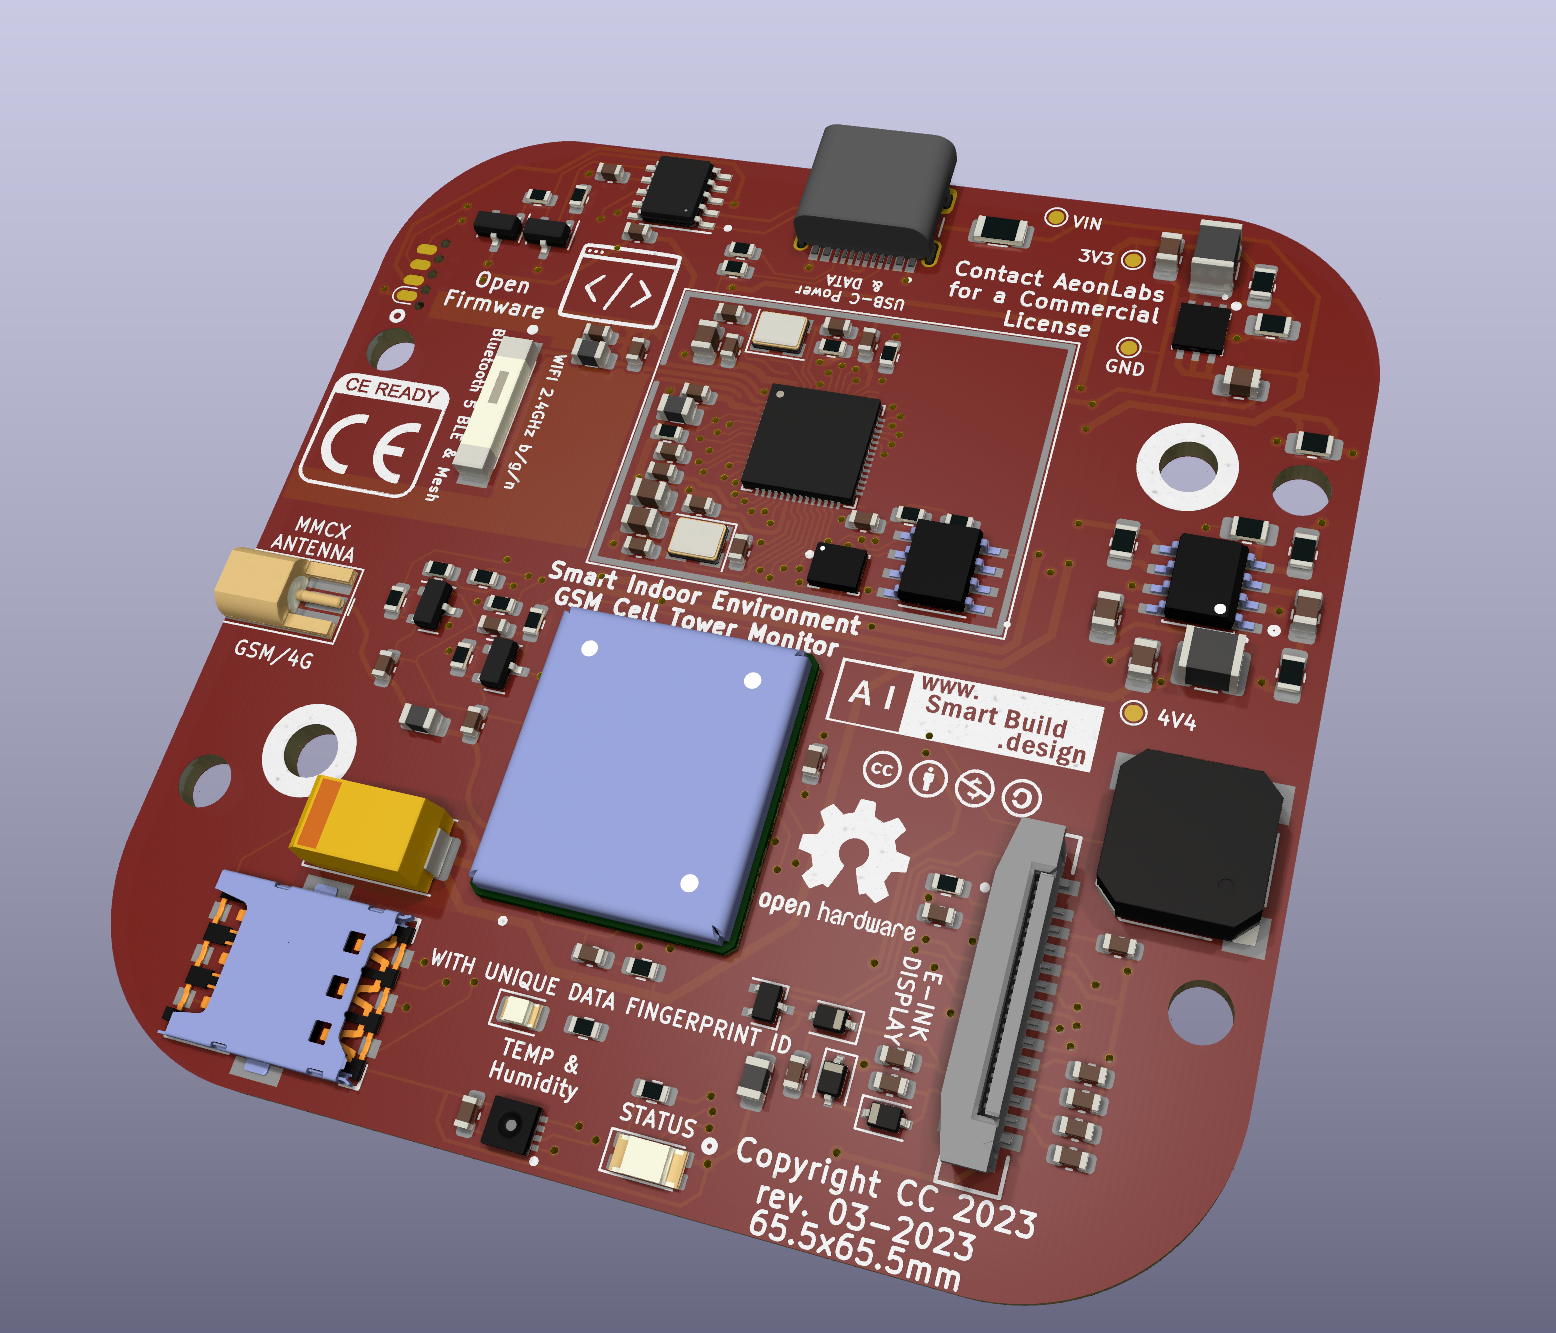 VIN
3V3
Contact AeonLabs
for a Commercial
License
GND
USB-C Power
& DATA
Open
Firmware
</>
Bluetooth 5 BLE & Mesh
WIFI 2.4GHz b/g/n
CE READY
CE
MMCX
ANTENNA
GSM/4G
Smart Indoor Environment
GSM Cell Tower Monitor
AI
www.
Smart Build
.design
4V4
cc
open hardware
E-INK
DISPLAY
WITH UNIQUE DATA FINGERPRINT ID
TEMP &
Humidity
STATUS
Copyright CC 2023
rev. 03-2023
65.5x65.5mm